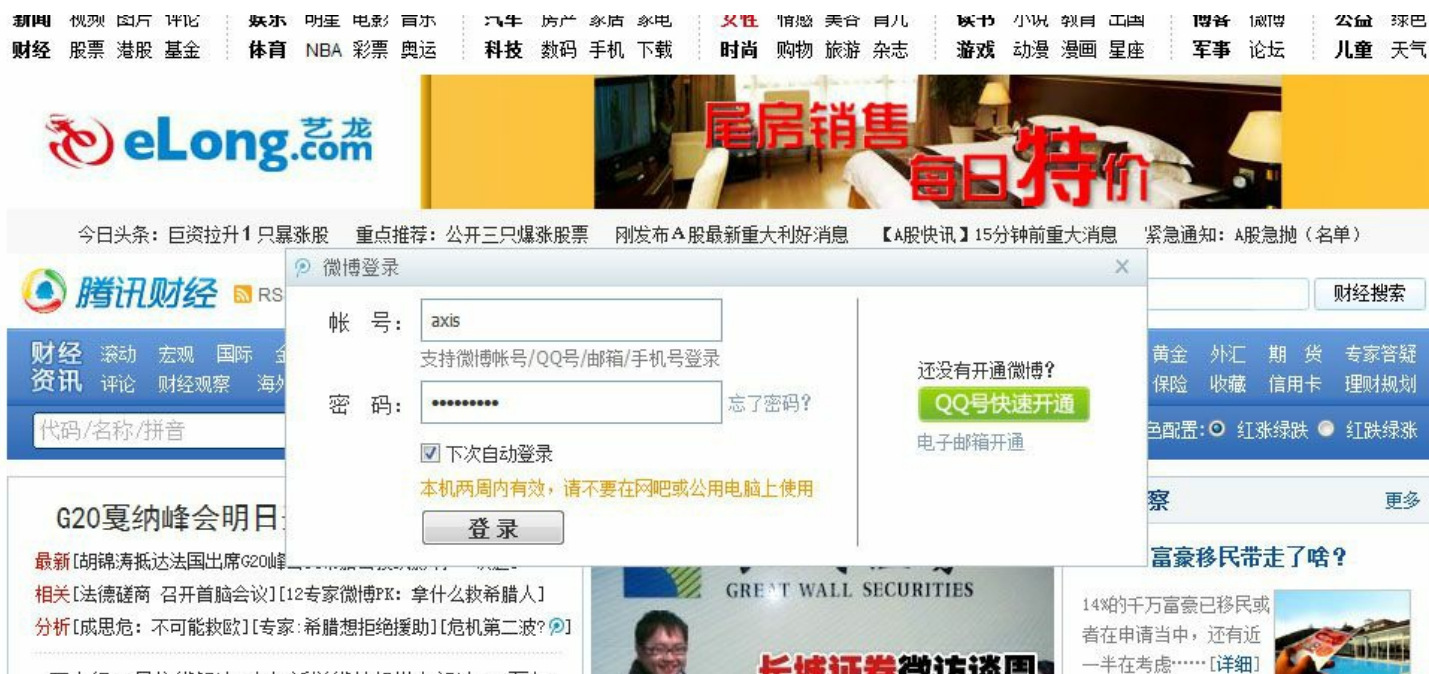 新闻 视频 图片 评论 娱乐 明星 电影 音乐 汽车 房产 家居 家电 女性 情感 美容 育儿 读书 小说 教育 出国 博客 微博 公益 绿色
财经 股票 港股 基金 体育 NBA 彩票 奥运 科技 数码 手机 下载 时尚 购物 旅游 杂志 游戏 动漫 漫画 星座 军事 论坛 儿童 天气
eLong.com 艺龙
尾房销售
每日特价
今日头条：巨资拉升1只暴涨股 重点推荐：公开三只爆涨股票 刚发布A股最新重大利好消息 【A股快讯】15分钟前重大消息 紧急通知：A股急抛（名单）
微博登录
腾讯财经 RS
财经搜索
帐 号： axis
支持微博帐号/QQ号/邮箱/手机号登录
财经 滚动 宏观 国际
黄金 外汇 期 货 专家答疑
还没有开通微博？
资讯 评论 财经观察 海外
保险 收藏 信用卡 理财规划
密 码： ••••••••• 忘了密码？
QQ号快速开通
代码/名称/拼音
色配置： 红涨绿跌 红跌绿涨
电子邮箱开通
下次自动登录
本机两周内有效，请不要在网吧或公用电脑上使用
登 录
察 更多
G20戛纳峰会明日
最新[胡锦涛抵达法国出席G20峰
富豪移民带走了啥？
相关[法德磋商 召开首脑会议][12专家微博PK：拿什么救希腊人]
分析[成思危：不可能救欧][专家:希腊想拒绝援助][危机第二波?]
GREAT WALL SECURITIES
长城证券微访谈周
14%的千万富豪已移民或
者在申请当中，还有近
一半在考虑……[详细]